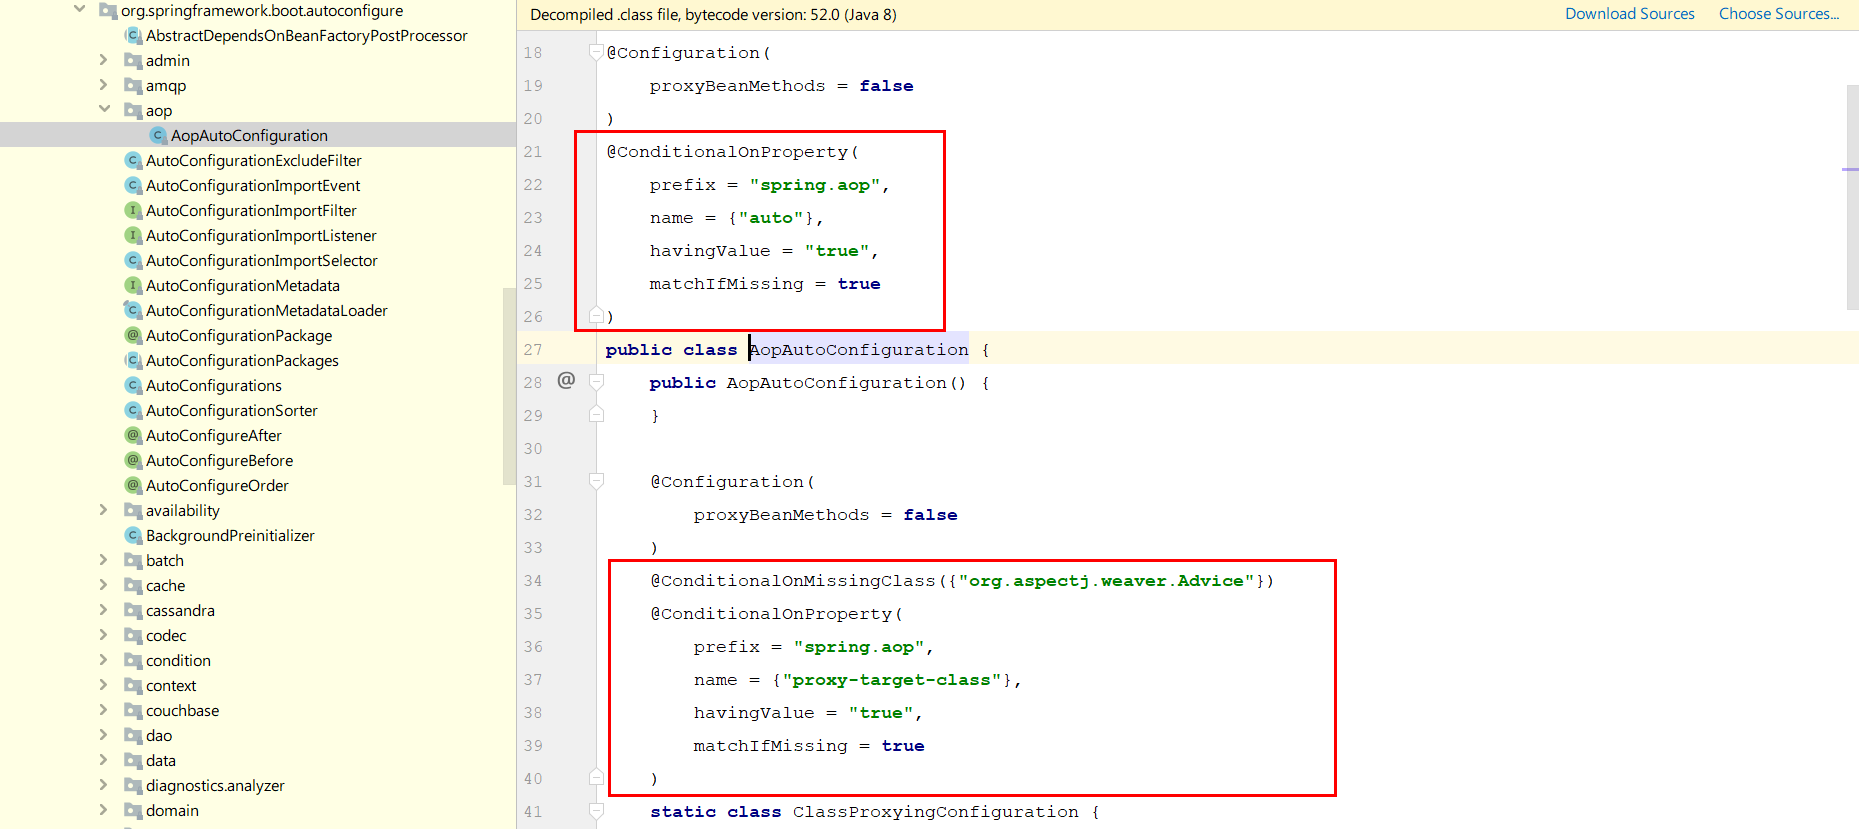 org.springframework.boot.autoconfigure
AbstractDependsOnBeanFactoryPostProcessor
admin
amqp
aop
AopAutoConfiguration
AutoConfigurationExcludeFilter
AutoConfigurationImportEvent
AutoConfigurationImportFilter
AutoConfigurationImportListener
AutoConfigurationImportSelector
AutoConfigurationMetadata
AutoConfigurationMetadataLoader
AutoConfigurationPackage
AutoConfigurationPackages
AutoConfigurations
AutoConfigurationSorter
AutoConfigureAfter
AutoConfigureBefore
AutoConfigureOrder
availability
BackgroundPreinitializer
batch
cache
cassandra
codec
condition
context
couchbase
dao
data
diagnostics.analyzer
domain
Decompiled .class file, bytecode version: 52.0 (Java 8) Download Sources Choose Sources...
18 @Configuration(
19 proxyBeanMethods = false
20 )
21 @ConditionalOnProperty(
22 prefix = "spring.aop",
23 name = {"auto"},
24 havingValue = "true",
25 matchIfMissing = true
26 )
27 public class AopAutoConfiguration {
28 @ public AopAutoConfiguration() {
29 }
30
31 @Configuration(
32 proxyBeanMethods = false
33 )
34 @ConditionalOnMissingClass({"org.aspectj.weaver.Advice"})
35 @ConditionalOnProperty(
36 prefix = "spring.aop",
37 name = {"proxy-target-class"},
38 havingValue = "true",
39 matchIfMissing = true
40 )
41 static class ClassProxyingConfiguration {